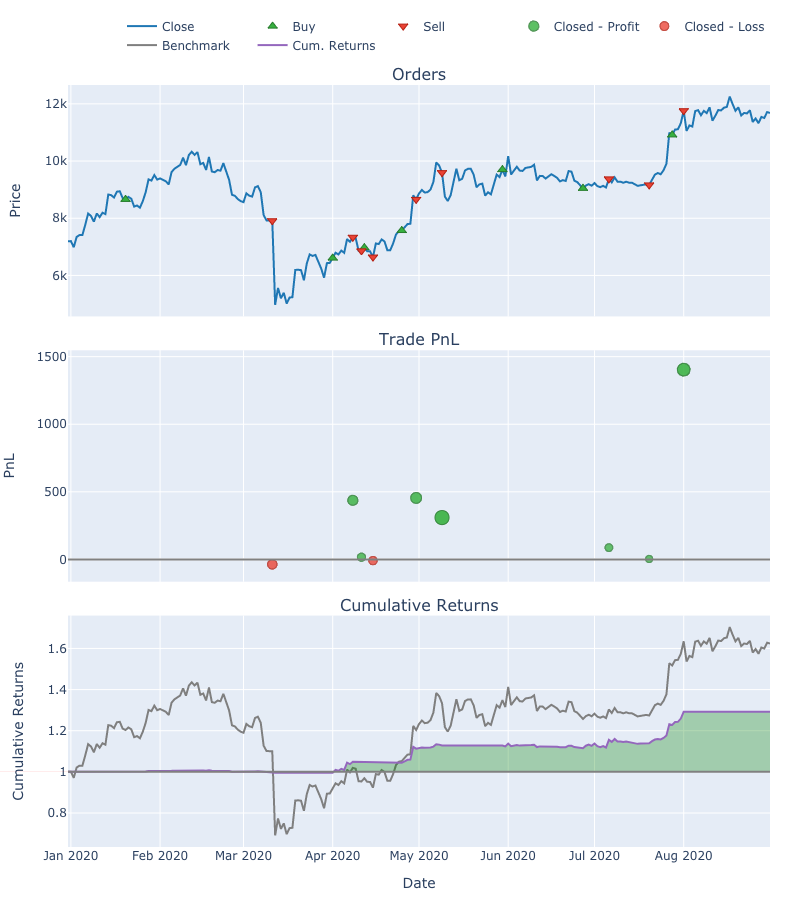 Close Buy Sell Closed - Profit Closed - Loss
Benchmark Cum. Returns
Orders
12k
10k
8k
6k
Price
Trade PnL
1500
1000
500
0
PnL
Cumulative Returns
1.6
1.4
1.2
1
0.8
Cumulative Returns
Jan 2020 Feb 2020 Mar 2020 Apr 2020 May 2020 Jun 2020 Jul 2020 Aug 2020
Date